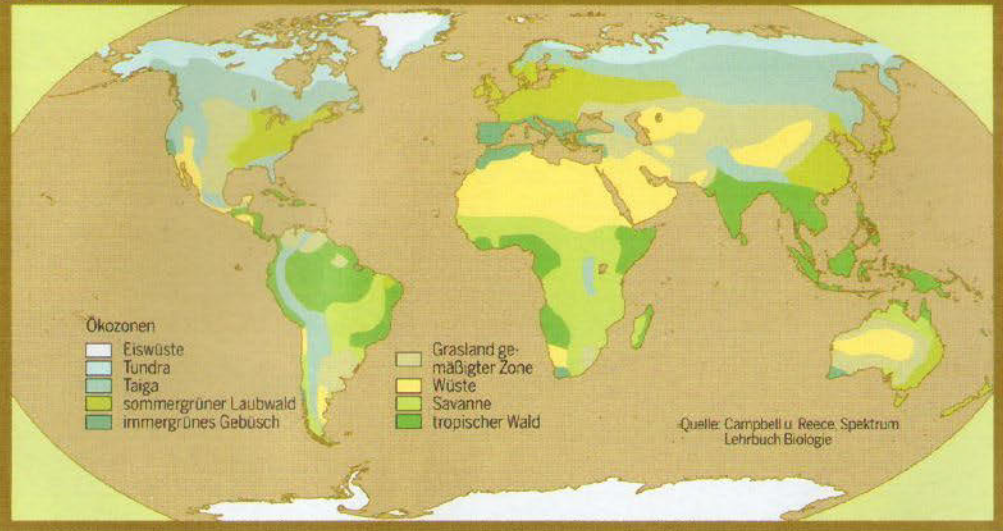 Ökozonen
Eiswüste
Tundra
Taiga
sommergrüner Laubwald
immergrünes Gebüsch
Grasland ge-
mäßigter Zone
Wüste
Savanne
tropischer Wald
Quelle: Campbell u. Reece, Spektrum
Lehrbuch Biologie